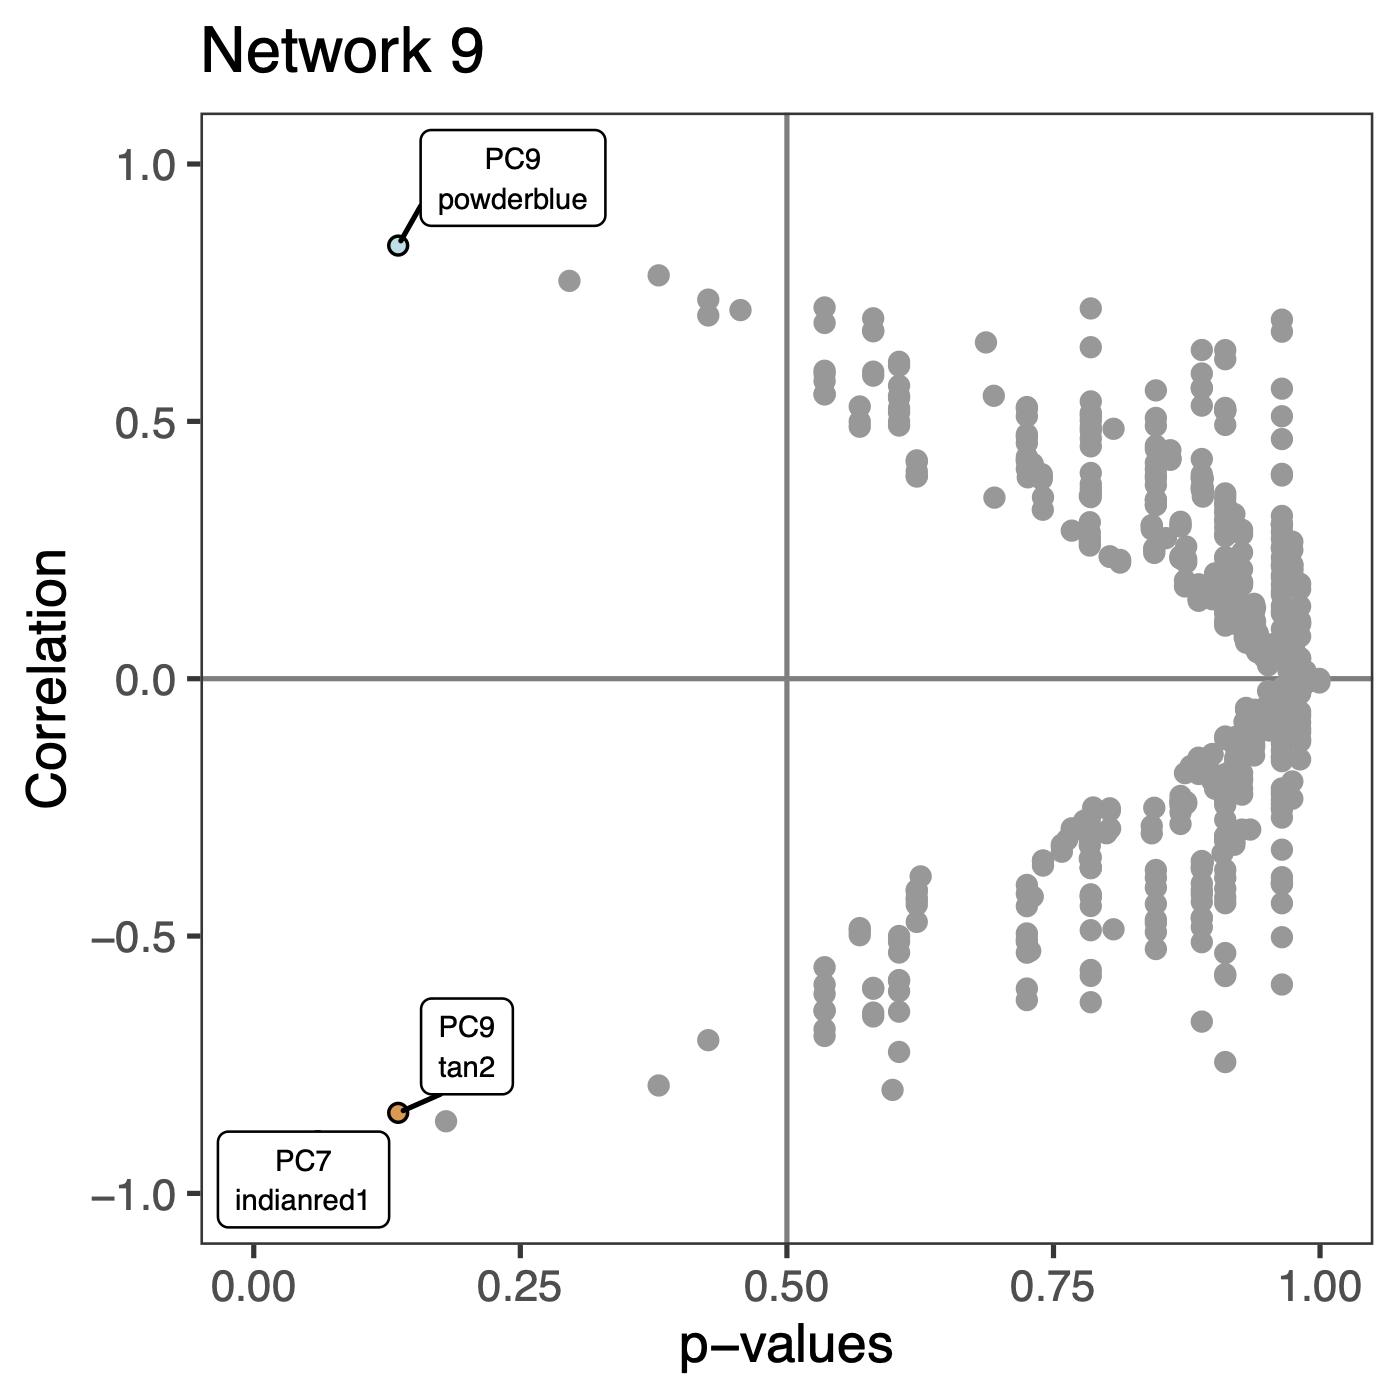 Network 9
PC9
powderblue
1.0
0.5
0.0
−0.5
−1.0
Correlation
PC9
tan2
PC7
indianred1
0.00
0.25
0.50
0.75
1.00
p−values